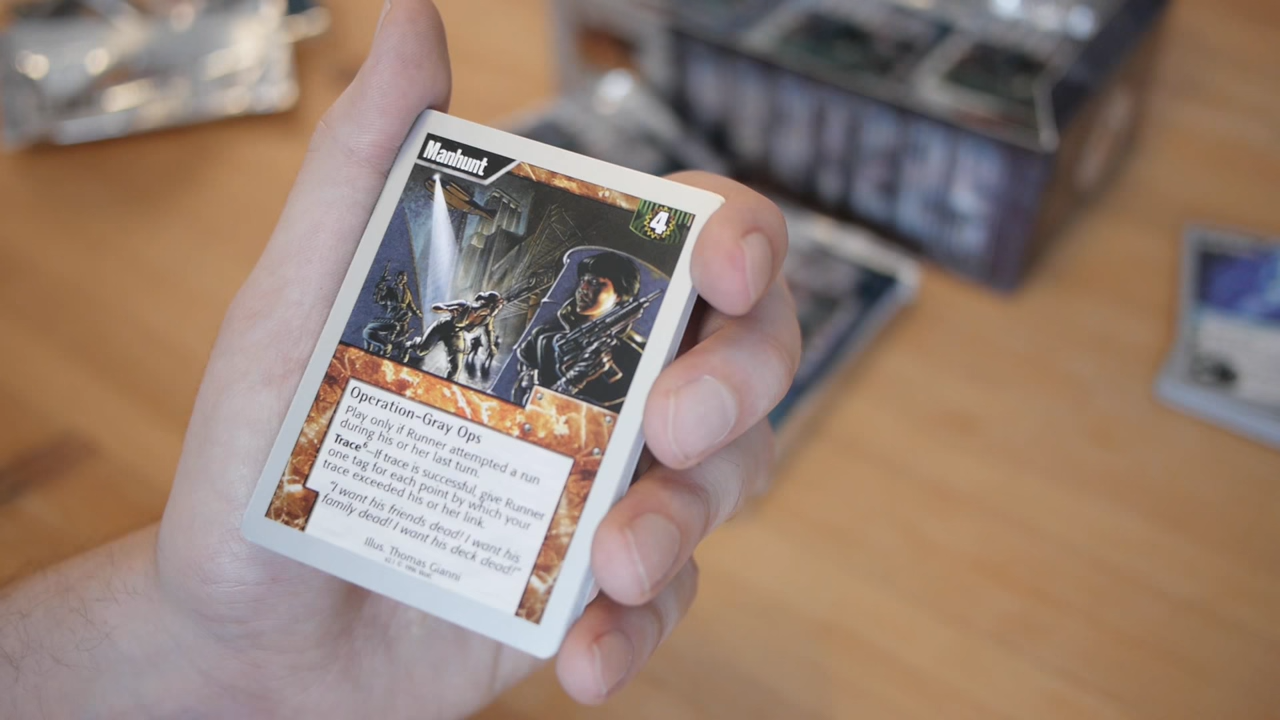 Manhunt
4
Operation–Gray Ops
Play only if Runner attempted a run
during his or her last turn.
Trace⁶–If trace is successful, give Runner
one tag for each point by which your
trace exceeded his or her link.
"I want his friends dead! I want his
family dead! I want his deck dead!"
Illus. Thomas Gianni